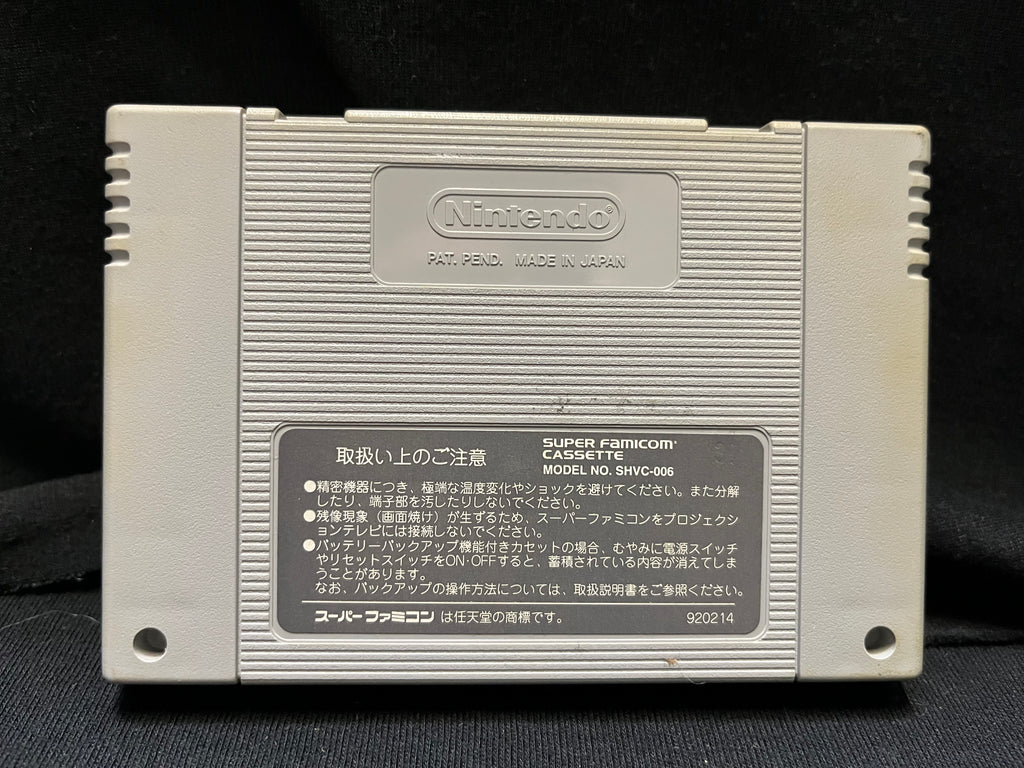 Nintendo®
PAT. PEND. MADE IN JAPAN
取扱い上のご注意
SUPER FAMICOM®
CASSETTE
MODEL NO. SHVC-006
●精密機器につき、極端な温度変化やショックを避けてください。また分解
したり、端子部を汚したりしないでください。
●残像現象(画面焼け)が生ずるため、スーパーファミコンをプロジェクシ
ョンテレビには接続しないでください。
●バッテリーバックアップ機能付きカセットの場合、むやみに電源スイッチ
やリセットスイッチをON·OFFすると、蓄積されている内容が消えてしま
うことがあります。
なお、バックアップの操作方法については、取扱説明書をご参照ください。
スーパーファミコンは任天堂の商標です。
920214